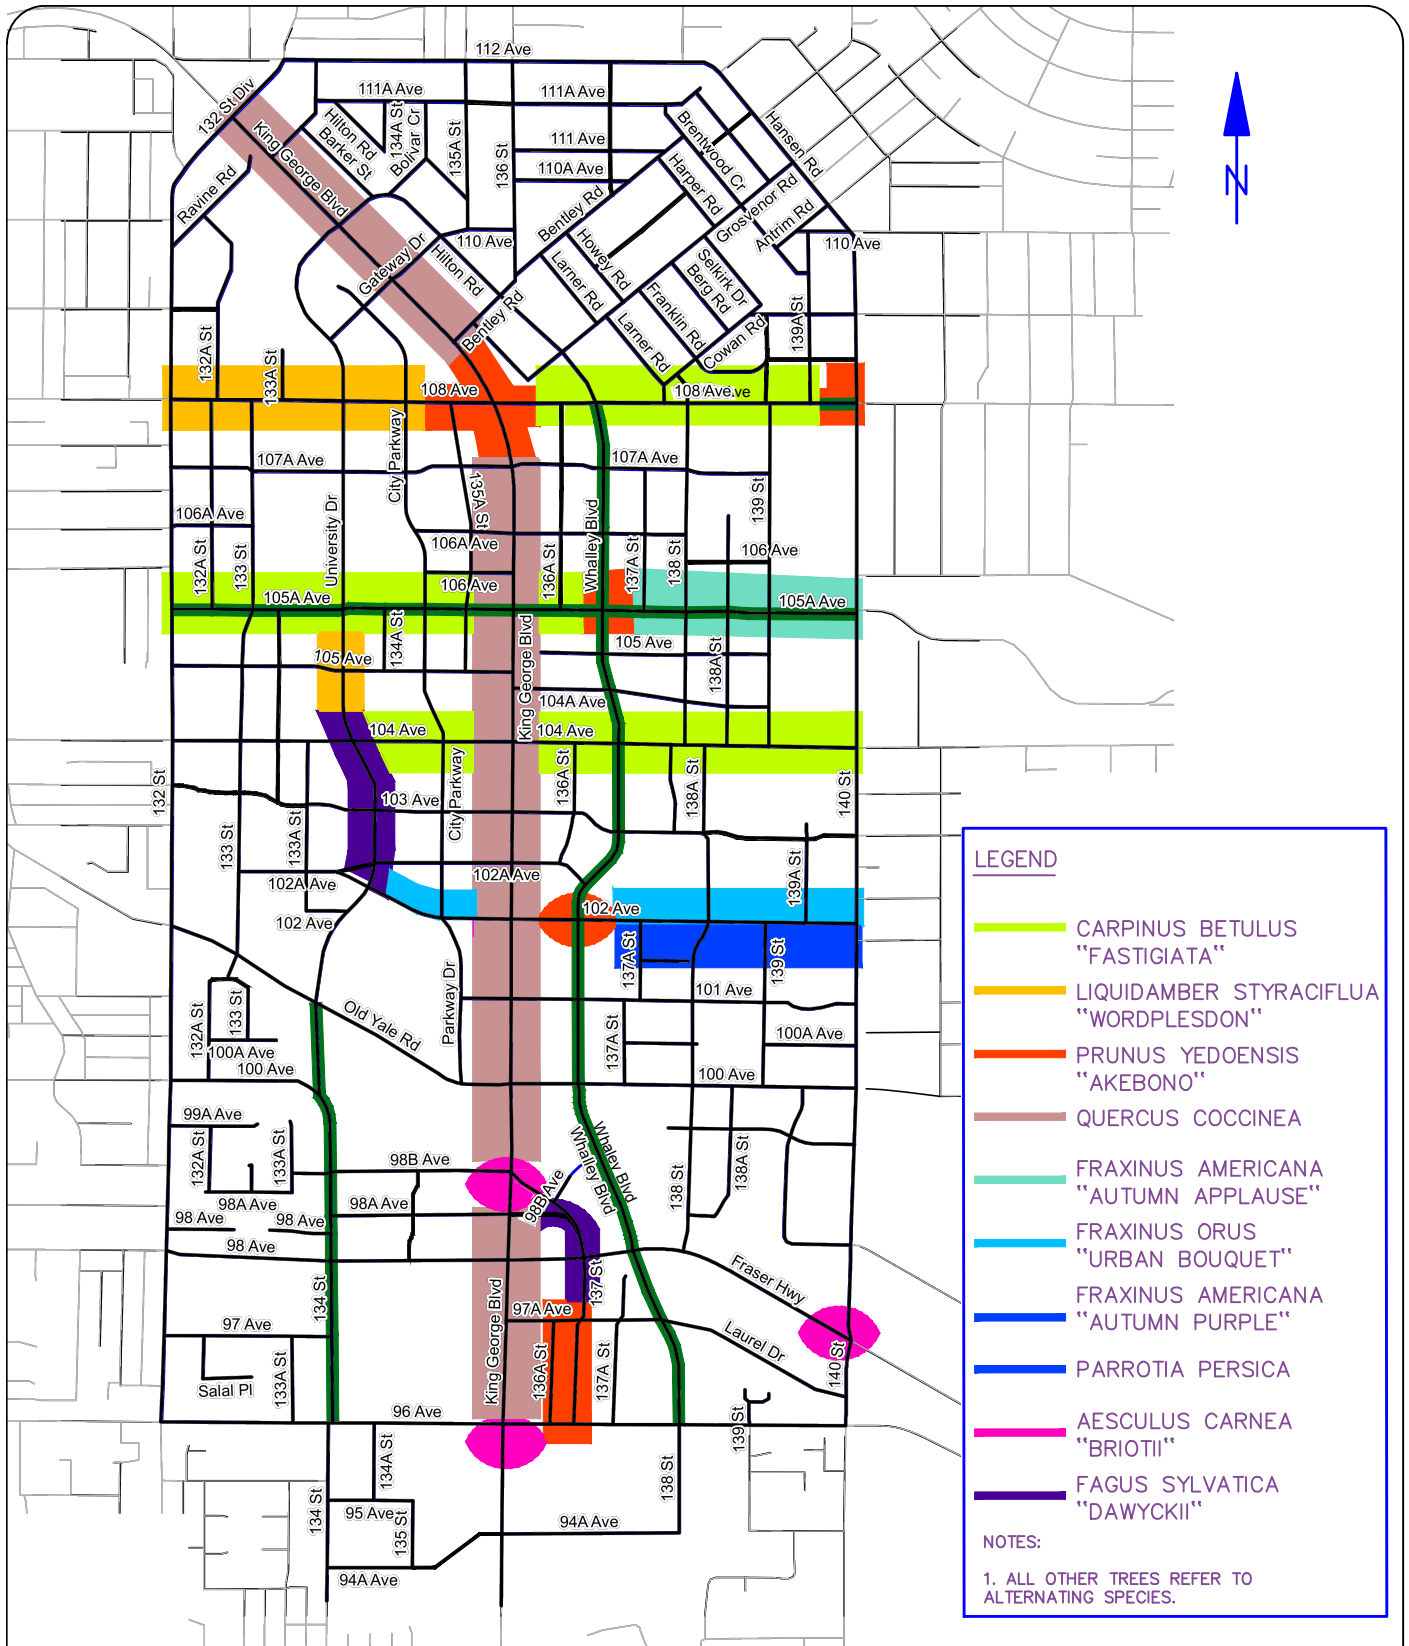 112 Ave
132 St Div
111A Ave
111A Ave
King George Blvd
Hilton Rd
Barker St
134A St
Bolvar Cr
135A St
136 St
111 Ave
110A Ave
Brentwood Cr
Hansen Rd
Harper Rd
Grosvenor Rd
Antrim Rd
110 Ave
Ravine Rd
Bentley Rd
Gateway Dr
110 Ave
Hilton Rd
Howey Rd
Larner Rd
Selkirk Dr
Berg Rd
Franklin Rd
Larner Rd
Cowan Rd
139A St
Bentley Rd
132A St
133A St
108 Ave
108 Ave
City Parkway
107A Ave
107A Ave
135A St
139 St
106A Ave
University Dr
106A Ave
Whalley Blvd
106 Ave
132A St
133 St
106 Ave
136A St
137A St
138 St
105A Ave
105A Ave
134A St
King George Blvd
105 Ave
105 Ave
138A St
104A Ave
104 Ave
104 Ave
132 St
103 Ave
City Parkway
136A St
138A St
140 St
133 St
133A St
102A Ave
102A Ave
139A St
102 Ave
102 Ave
137A St
139 St
Parkway Dr
101 Ave
Old Yale Rd
132A St
133 St
100A Ave
137A St
100A Ave
100 Ave
100 Ave
99A Ave
132A St
133A St
98B Ave
98B Ave
Whaley Blvd
Whalley Blvd
138 St
138A St
98A Ave
98A Ave
98 Ave
98 Ave
98 Ave
134 St
137 St
Fraser Hwy
King George Blvd
97A Ave
97 Ave
Laurel Dr
140 St
Salal Pl
133A St
136A St
137A St
96 Ave
139 St
134A St
138 St
134 St
95 Ave
135 St
94A Ave
94A Ave
N
LEGEND
CARPINUS BETULUS
"FASTIGIATA"
LIQUIDAMBER STYRACIFLUA
"WORDPLESDON"
PRUNUS YEDOENSIS
"AKEBONO"
QUERCUS COCCINEA
FRAXINUS AMERICANA
"AUTUMN APPLAUSE"
FRAXINUS ORUS
"URBAN BOUQUET"
FRAXINUS AMERICANA
"AUTUMN PURPLE"
PARROTIA PERSICA
AESCULUS CARNEA
"BRIOTII"
FAGUS SYLVATICA
"DAWYCKII"
NOTES:
1. ALL OTHER TREES REFER TO
ALTERNATING SPECIES.